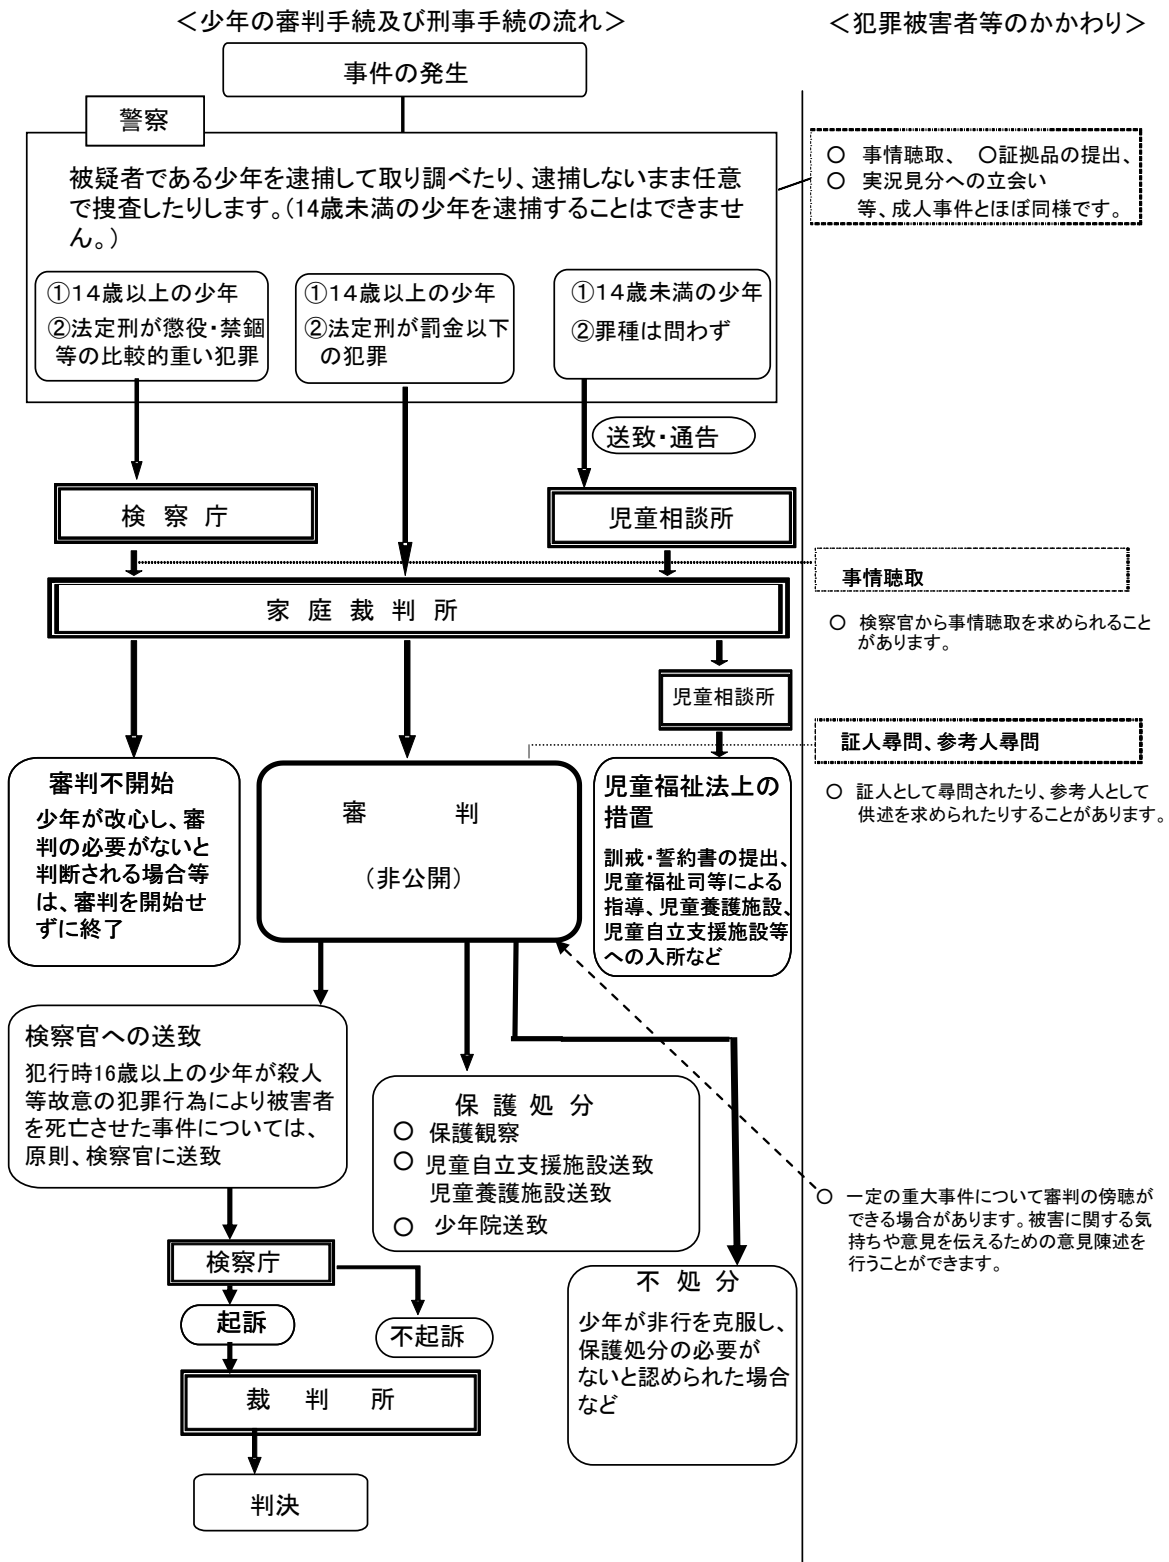 ＜少年の審判手続及び刑事手続の流れ＞
＜犯罪被害者等のかかわり＞
事件の発生
警察
被疑者である少年を逮捕して取り調べたり、逮捕しないまま任意
で捜査したりします。（14歳未満の少年を逮捕することはできませ
ん。）
○　事情聴取、　○証拠品の提出、
○　実況見分への立会い
等、成人事件とほぼ同様です。
①１４歳以上の少年
②法定刑が懲役・禁錮
等の比較的重い犯罪
①１４歳以上の少年
②法定刑が罰金以下
の犯罪
①１４歳未満の少年
②罪種は問わず
送致・通告
検 察 庁
児童相談所
事情聴取
○　検察官から事情聴取を求められること
があります。
家 庭 裁 判 所
児童相談所
証人尋問、参考人尋問
○　証人として尋問されたり、参考人として
供述を求められたりすることがあります。
審判不開始
少年が改心し、審
判の必要がないと
判断される場合等
は、審判を開始せ
ずに終了
審　　　判
（非公開）
児童福祉法上の
措置
訓戒・誓約書の提出、
児童福祉司等による
指導、児童養護施設、
児童自立支援施設等
への入所など
検察官への送致
犯行時16歳以上の少年が殺人
等故意の犯罪行為により被害者
を死亡させた事件については、
原則、検察官に送致
保 護 処 分
○　保護観察
○　児童自立支援施設送致
児童養護施設送致
○　少年院送致
○　一定の重大事件について審判の傍聴が
できる場合があります。被害に関する気
持ちや意見を伝えるための意見陳述を
行うことができます。
検察庁
起訴
不起訴
不 処 分
少年が非行を克服し、
保護処分の必要が
ないと認められた場合
など
裁　判　所
判決